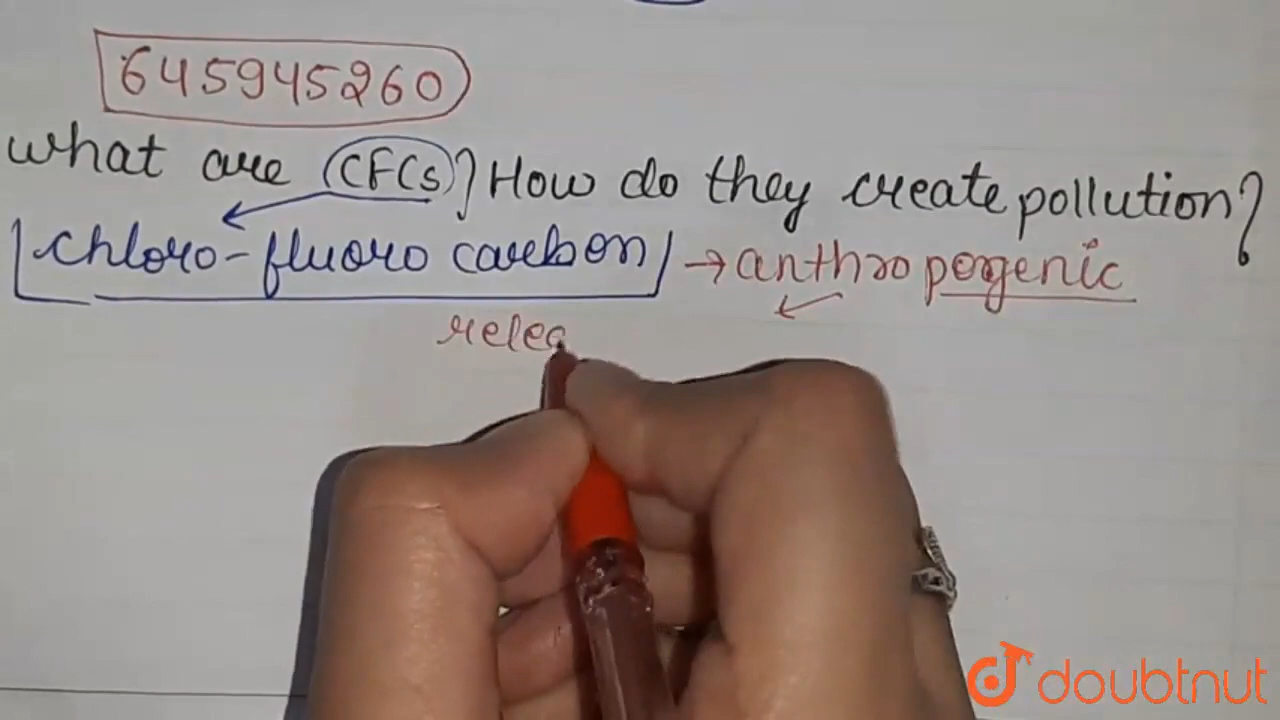 645945260
What are CFCs? How do they create pollution?
chloro-fluoro carbon → anthropogenic
relea
doubtnut